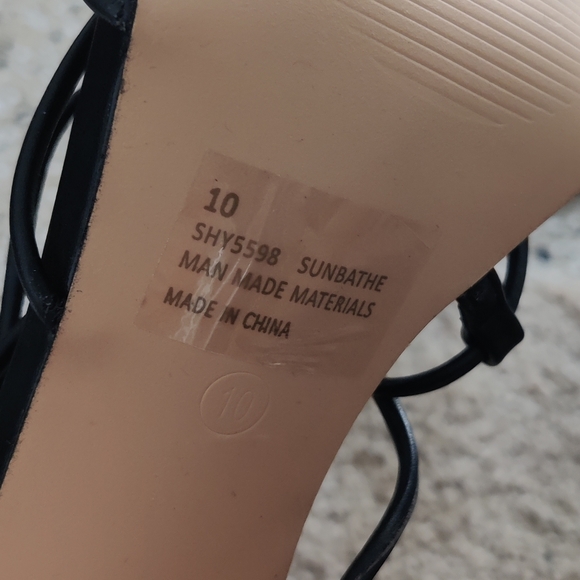 10
SHY5598 SUNBATHE
MAN MADE MATERIALS
MADE IN CHINA
10